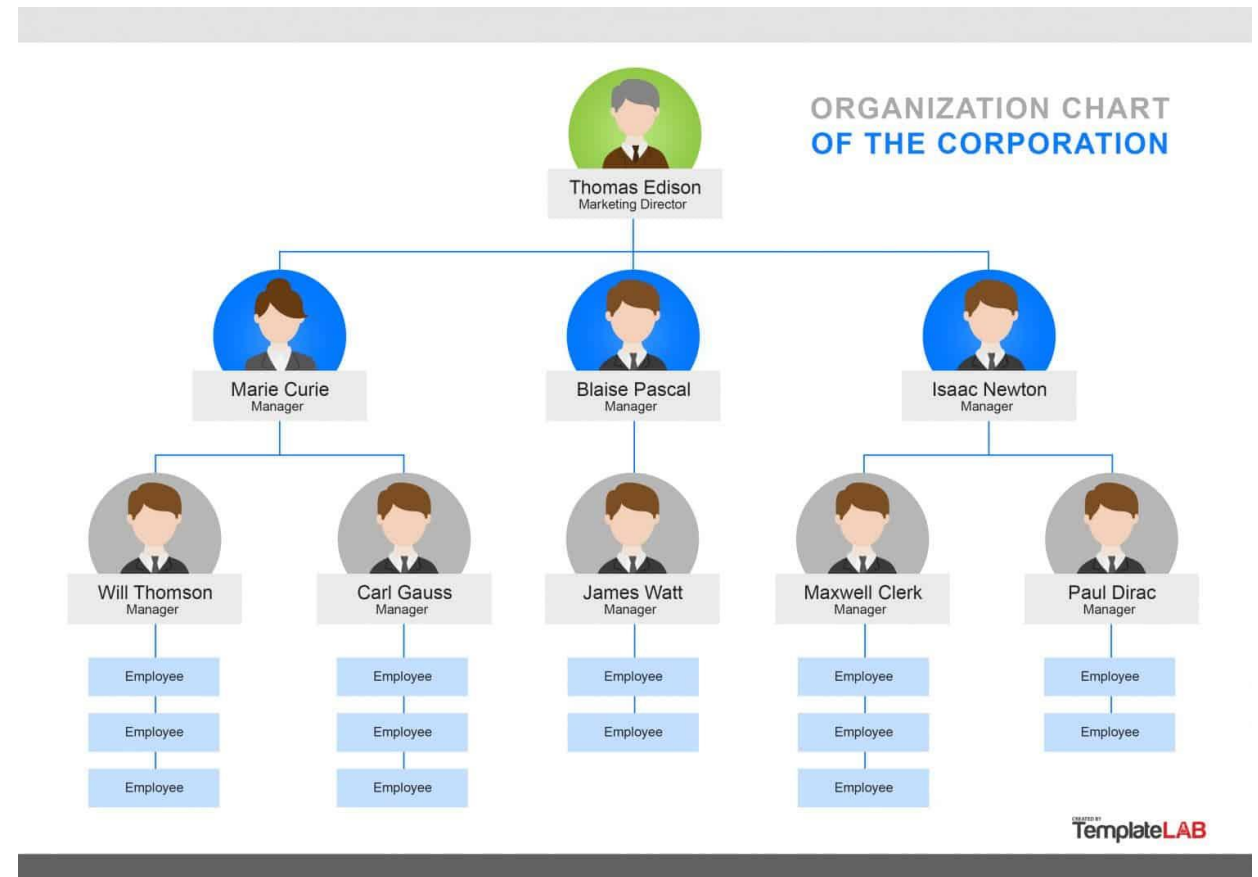 ORGANIZATION CHART
OF THE CORPORATION
Thomas Edison
Marketing Director
Marie Curie
Manager
Blaise Pascal
Manager
Isaac Newton
Manager
Will Thomson
Manager
Carl Gauss
Manager
James Watt
Manager
Maxwell Clerk
Manager
Paul Dirac
Manager
Employee
Employee
Employee
Employee
Employee
Employee
Employee
Employee
Employee
Employee
Employee
Employee
Employee
CREATED BY
TemplateLAB